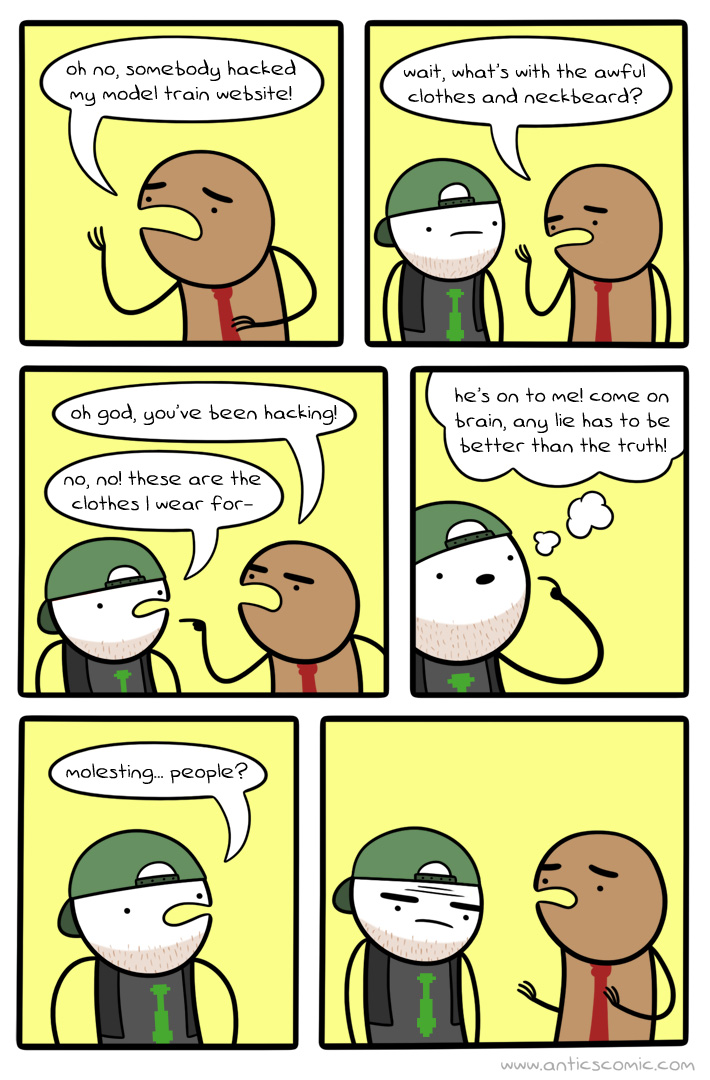 oh no, somebody hacked
my model train website!
wait, what's with the awful
clothes and neckbeard?
oh god, you've been hacking!
no, no! these are the
clothes I wear for-
he's on to me! come on
brain, any lie has to be
better than the truth!
molesting... people?
www.anticscomic.com